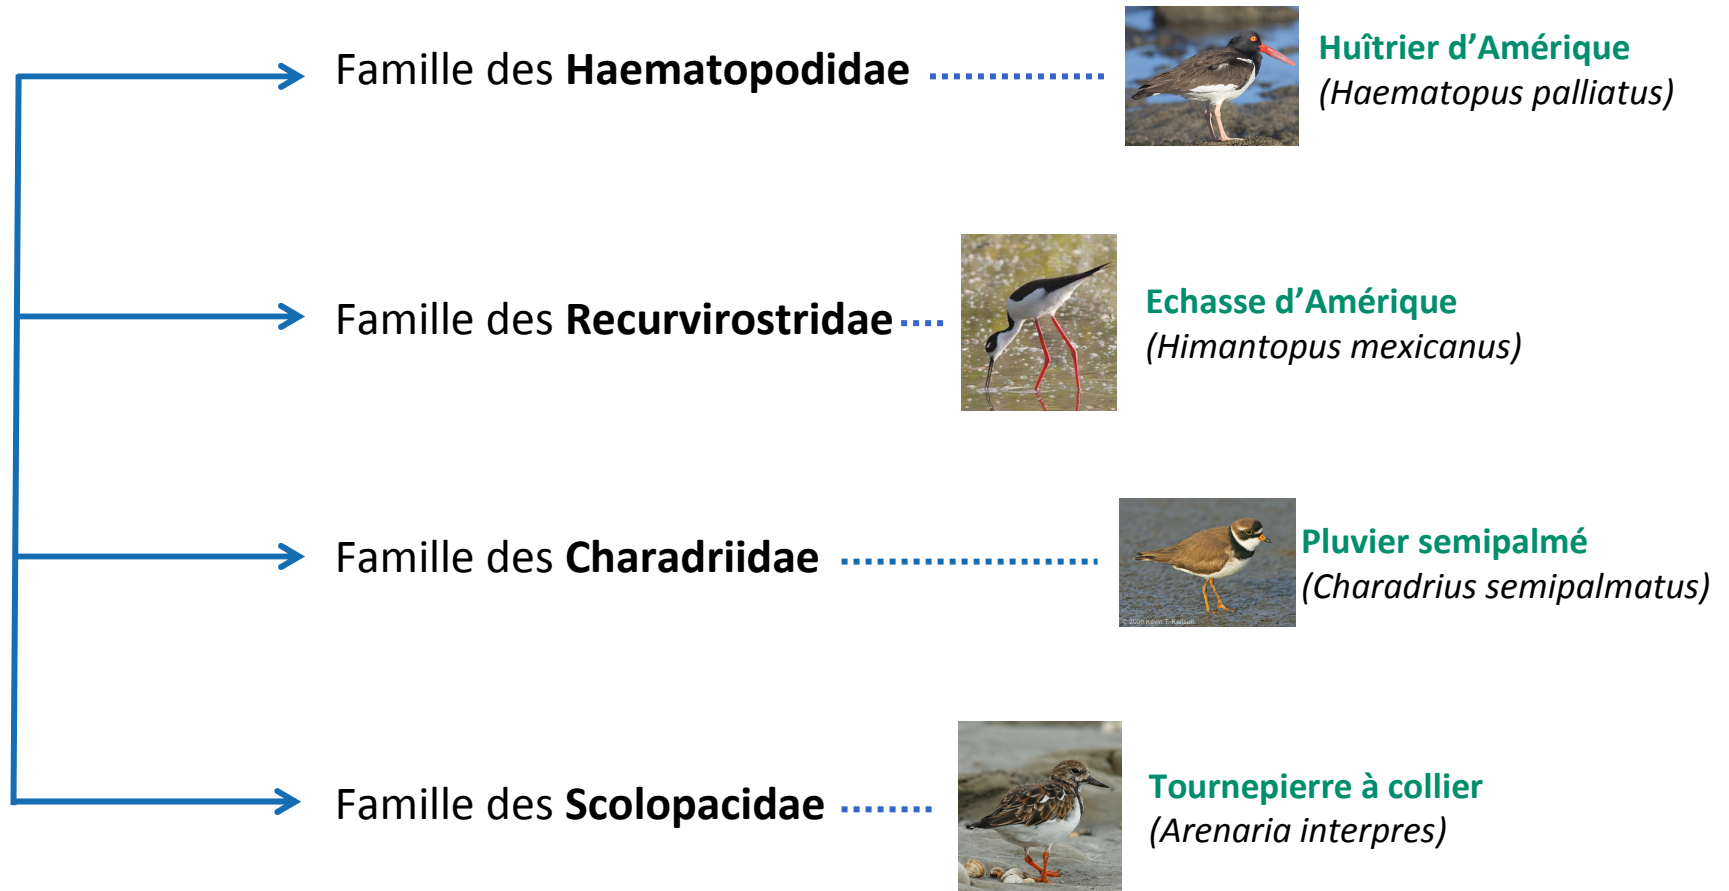 Famille des Haematopodidae
Huîtrier d’Amérique
(Haematopus palliatus)
Famille des Recurvirostridae
Echasse d’Amérique
(Himantopus mexicanus)
Famille des Charadriidae
Pluvier semipalmé
(Charadrius semipalmatus)
Famille des Scolopacidae
Tournepierre à collier
(Arenaria interpres)